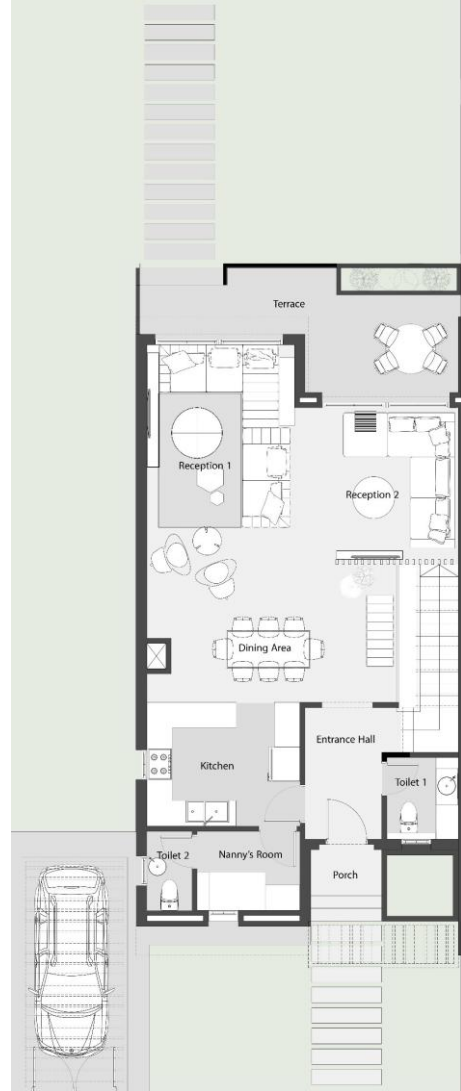 Terrace
Reception 1
Reception 2
Dining Area
Entrance Hall
Kitchen
Toilet 1
Toilet 2
Nanny's Room
Porch